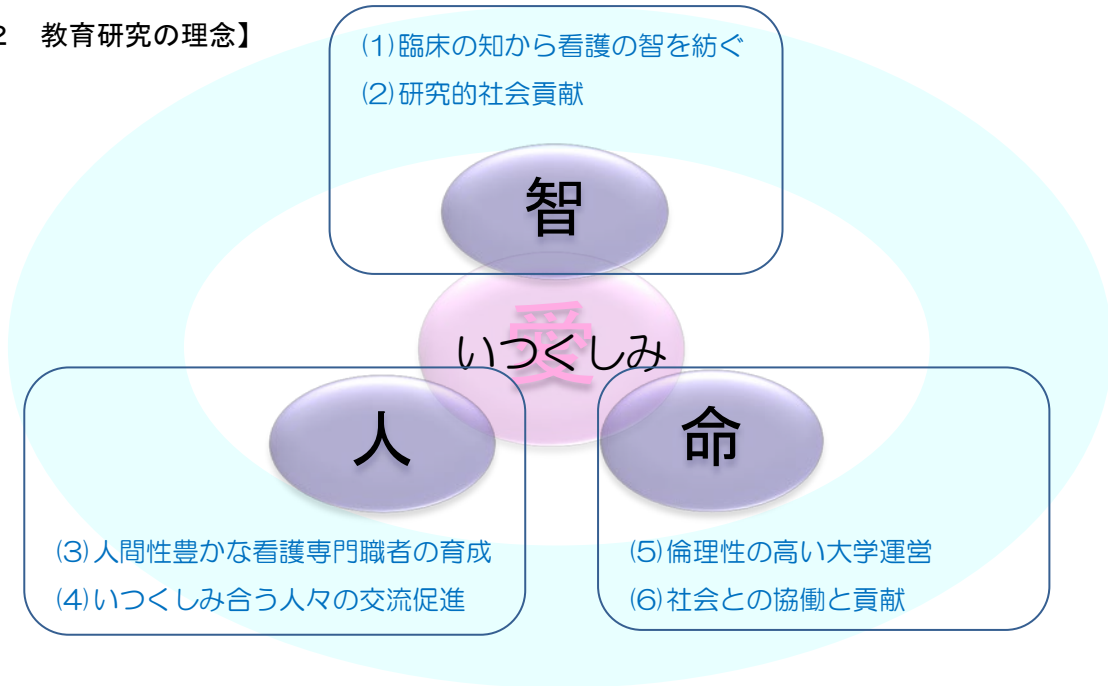 2 教育研究の理念】
(1)臨床の知から看護の智を紡ぐ
(2)研究的社会貢献
智
愛
いつくしみ
人
命
(3)人間性豊かな看護専門職者の育成
(4)いつくしみ合う人々の交流促進
(5)倫理性の高い大学運営
(6)社会との協働と貢献